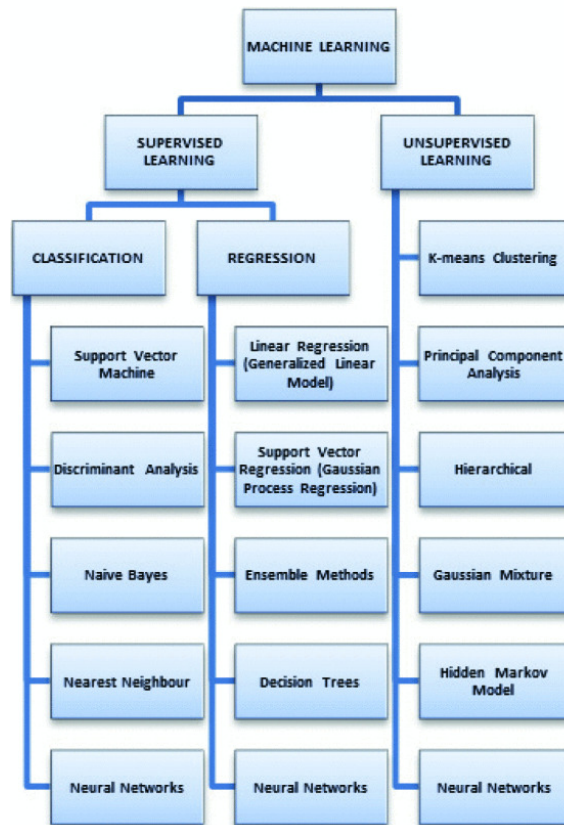 MACHINE LEARNING
SUPERVISED
LEARNING
UNSUPERVISED
LEARNING
CLASSIFICATION
REGRESSION
K-means Clustering
Support Vector
Machine
Linear Regression
(Generalized Linear
Model)
Principal Component
Analysis
Discriminant Analysis
Support Vector
Regression (Gaussian
Process Regression)
Hierarchical
Naive Bayes
Ensemble Methods
Gaussian Mixture
Nearest Neighbour
Decision Trees
Hidden Markov
Model
Neural Networks
Neural Networks
Neural Networks